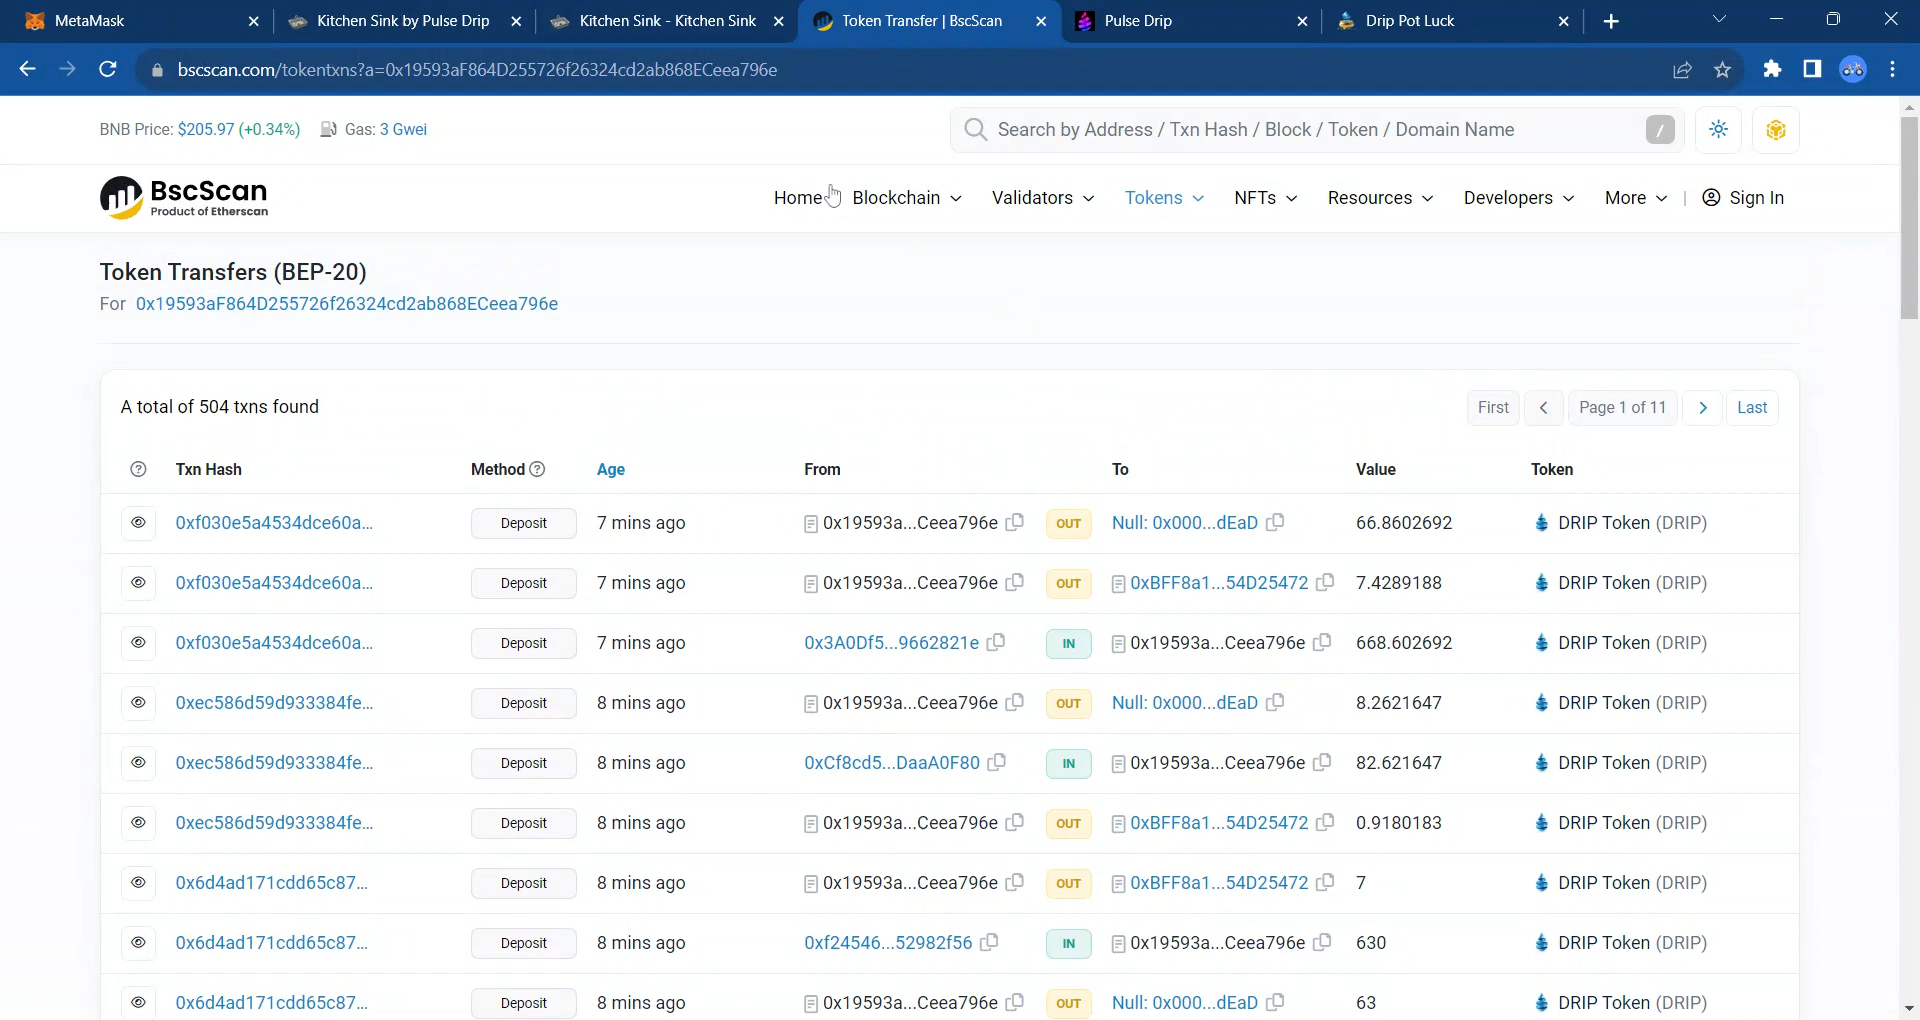 MetaMask
Kitchen Sink by Pulse Drip
Kitchen Sink - Kitchen Sink
Token Transfer | BscScan
Pulse Drip
Drip Pot Luck
bscscan.com/tokentxns?a=0x19593aF864D255726f26324cd2ab868ECeea796e
BNB Price: $205.97 (+0.34%) Gas: 3 Gwei
Search by Address / Txn Hash / Block / Token / Domain Name /
BscScan
Product of Etherscan
Home Blockchain Validators Tokens NFTs Resources Developers More | Sign In
Token Transfers (BEP-20)
For 0x19593aF864D255726f26324cd2ab868ECeea796e
A total of 504 txns found
First Page 1 of 11 Last
Txn Hash Method Age From To Value Token
0xf030e5a4534dce60a... Deposit 7 mins ago 0x19593a...Ceea796e OUT Null: 0x000...dEaD 66.8602692 DRIP Token (DRIP)
0xf030e5a4534dce60a... Deposit 7 mins ago 0x19593a...Ceea796e OUT 0xBFF8a1...54D25472 7.4289188 DRIP Token (DRIP)
0xf030e5a4534dce60a... Deposit 7 mins ago 0x3A0Df5...9662821e IN 0x19593a...Ceea796e 668.602692 DRIP Token (DRIP)
0xec586d59d933384fe... Deposit 8 mins ago 0x19593a...Ceea796e OUT Null: 0x000...dEaD 8.2621647 DRIP Token (DRIP)
0xec586d59d933384fe... Deposit 8 mins ago 0xCf8cd5...DaaA0F80 IN 0x19593a...Ceea796e 82.621647 DRIP Token (DRIP)
0xec586d59d933384fe... Deposit 8 mins ago 0x19593a...Ceea796e OUT 0xBFF8a1...54D25472 0.9180183 DRIP Token (DRIP)
0x6d4ad171cdd65c87... Deposit 8 mins ago 0x19593a...Ceea796e OUT 0xBFF8a1...54D25472 7 DRIP Token (DRIP)
0x6d4ad171cdd65c87... Deposit 8 mins ago 0xf24546...52982f56 IN 0x19593a...Ceea796e 630 DRIP Token (DRIP)
0x6d4ad171cdd65c87... Deposit 8 mins ago 0x19593a...Ceea796e OUT Null: 0x000...dEaD 63 DRIP Token (DRIP)